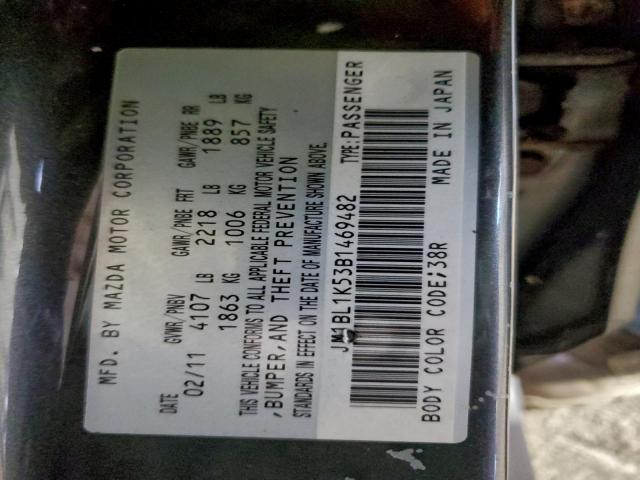 MFD. BY MAZDA MOTOR CORPORATION
DATE GVWR/PNBV GAWR/PNBE FRT GAWR/PNBE RR
02/11 4107 LB 2218 LB 1889 LB
1863 KG 1006 KG 857 KG
THIS VEHICLE CONFORMS TO ALL APPLICABLE FEDERAL MOTOR VEHICLE SAFETY
,BUMPER,AND THEFT PREVENTION
STANDARDS IN EFFECT ON THE DATE OF MANUFACTURE SHOWN ABOVE.
JM1BL1K53B1469482 TYPE:PASSENGER
BODY COLOR CODE;38R MADE IN JAPAN